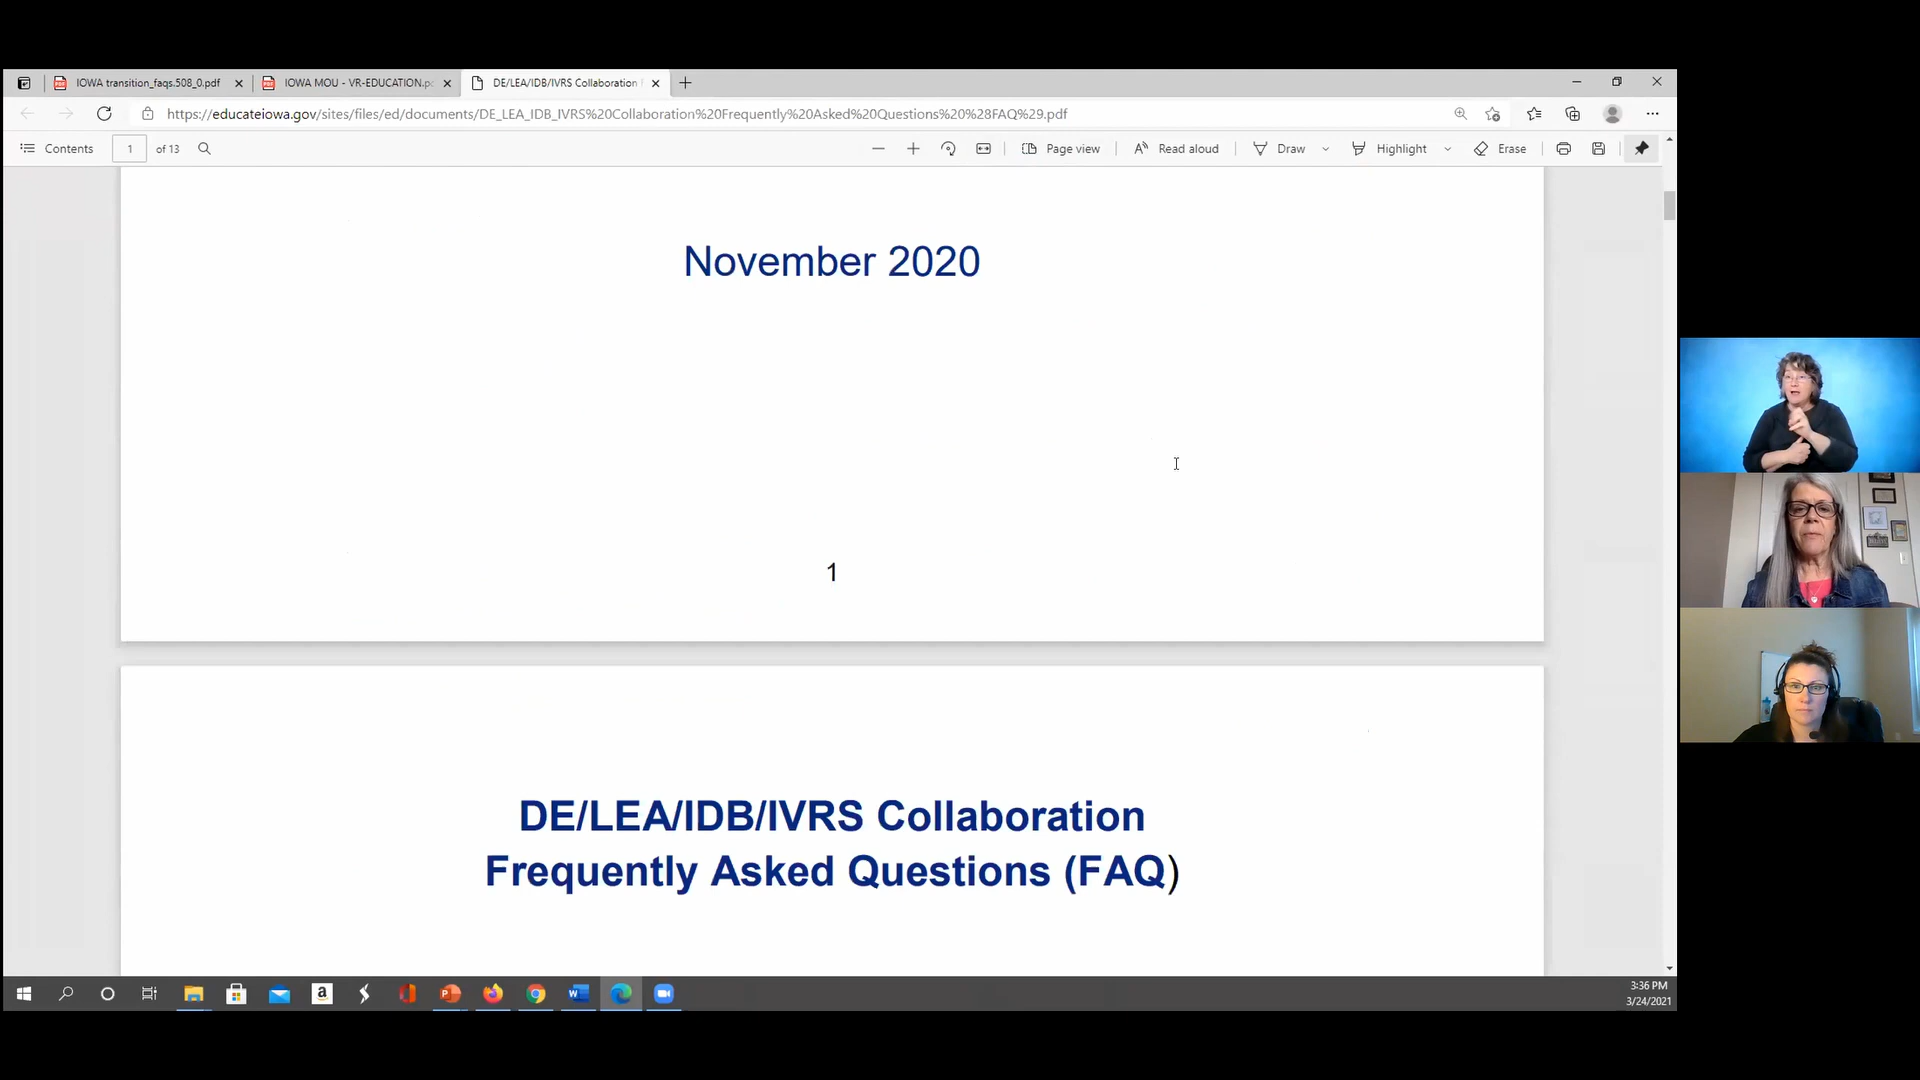 IOWA transition_faqs.508_0.pdf
IOWA MOU - VR-EDUCATION.p
DE/LEA/IDB/IVRS Collaboration
https://educateiowa.gov/sites/files/ed/documents/DE_LEA_IDB_IVRS%20Collaboration%20Frequently%20Asked%20Questions%20%28FAQ%29.pdf
Contents 1 of 13 Page view Read aloud Draw Highlight Erase
November 2020
1
DE/LEA/IDB/IVRS Collaboration
Frequently Asked Questions (FAQ)
3:36 PM
3/24/2021